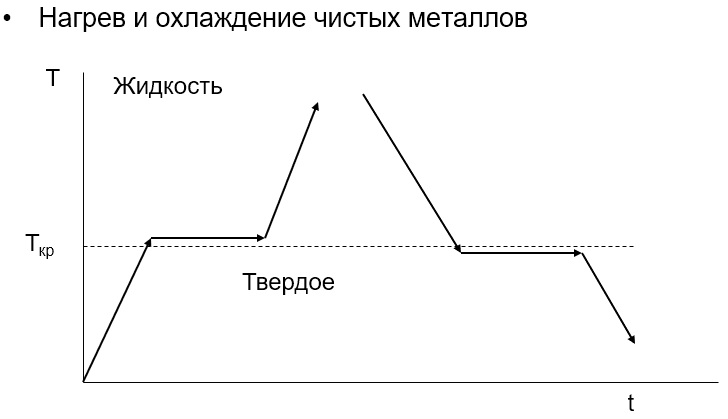 • Нагрев и охлаждение чистых металлов
T
Жидкость
Tкр
Твердое
t